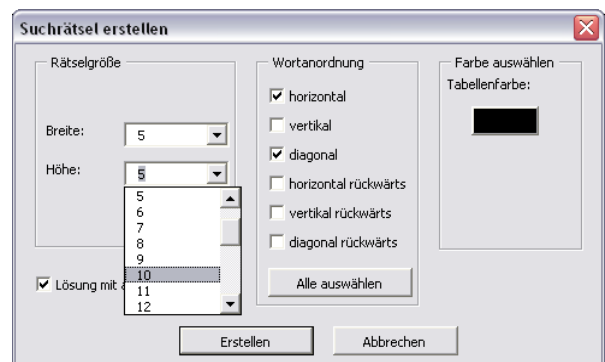 Suchrätsel erstellen
Rätselgröße
Breite:
5
Höhe:
5
5
6
7
8
9
10
11
12
Lösung mit
Wortanordnung
horizontal
vertikal
diagonal
horizontal rückwärts
vertikal rückwärts
diagonal rückwärts
Alle auswählen
Farbe auswählen
Tabellenfarbe:
Erstellen
Abbrechen